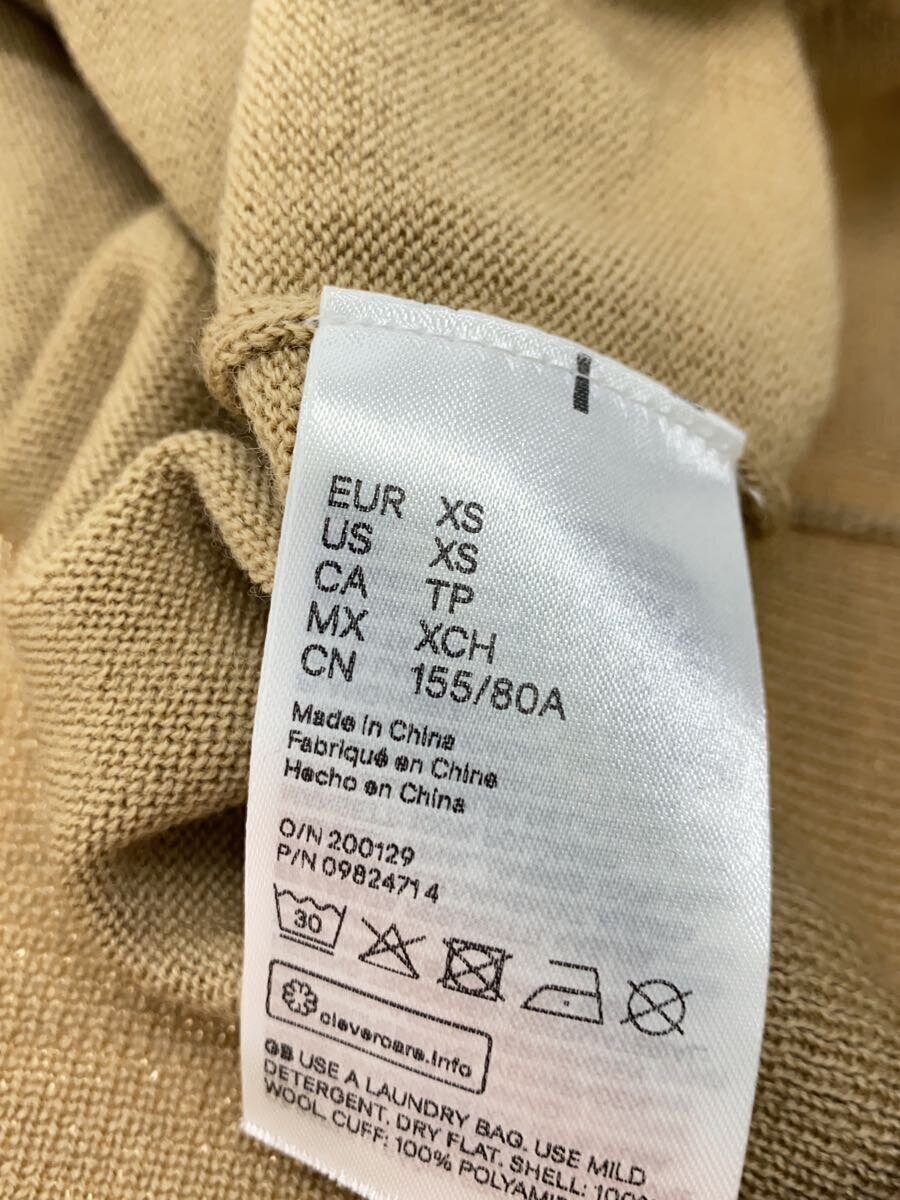 EUR XS
US XS
CA TP
MX XCH
CN 155/80A
Made in China
Fabriqué en Chine
Hecho en China
O/N 200129
P/N 09824714
30
clevercare.info
GB USE A LAUNDRY BAG. USE MILD
DETERGENT. DRY FLAT. SHELL: 100%
WOOL. CUFF: 100% POLYAMIDE